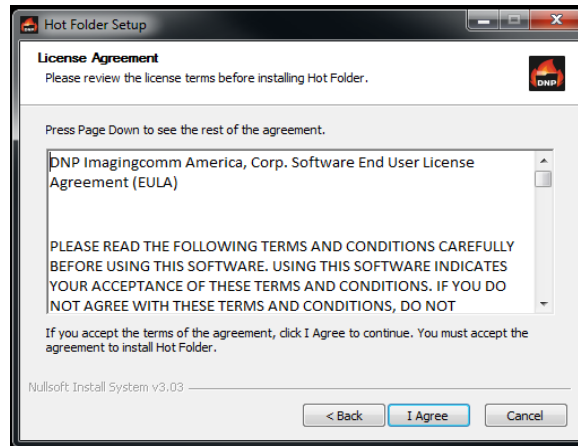 Hot Folder Setup
License Agreement
Please review the license terms before installing Hot Folder.
DNP
Press Page Down to see the rest of the agreement.
DNP Imagingcomm America, Corp. Software End User License
Agreement (EULA)
PLEASE READ THE FOLLOWING TERMS AND CONDITIONS CAREFULLY
BEFORE USING THIS SOFTWARE. USING THIS SOFTWARE INDICATES
YOUR ACCEPTANCE OF THESE TERMS AND CONDITIONS. IF YOU DO
NOT AGREE WITH THESE TERMS AND CONDITIONS, DO NOT
If you accept the terms of the agreement, click I Agree to continue. You must accept the
agreement to install Hot Folder.
Nullsoft Install System v3.03
< Back
I Agree
Cancel